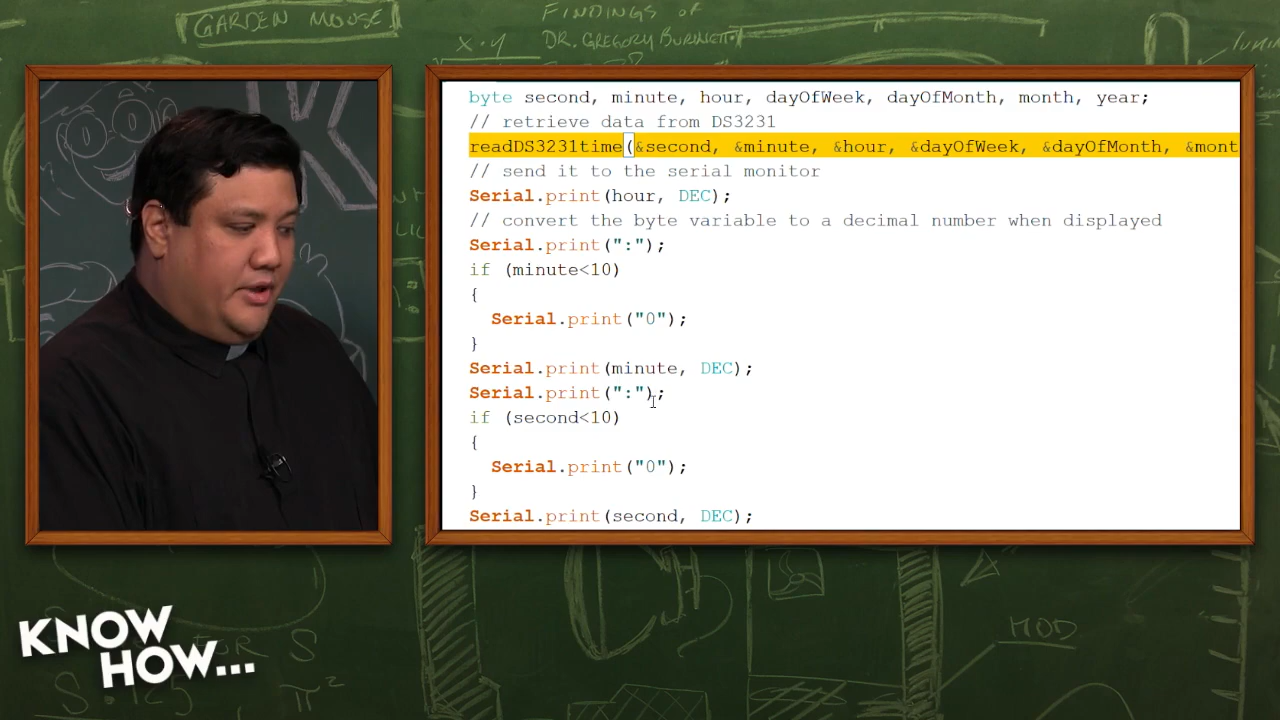 GARDEN MOUSE
FINDINGS OF
DR. GREGORY BURNETT
X·Y
byte second, minute, hour, dayOfWeek, dayOfMonth, month, year;
// retrieve data from DS3231
readDS3231time(&second, &minute, &hour, &dayOfWeek, &dayOfMonth, &mont
// send it to the serial monitor
Serial.print(hour, DEC);
// convert the byte variable to a decimal number when displayed
Serial.print(":");
if (minute<10)
{
Serial.print("0");
}
Serial.print(minute, DEC);
Serial.print(":");
if (second<10)
{
Serial.print("0");
}
Serial.print(second, DEC);
KNOW
HOW...
MOD
π²